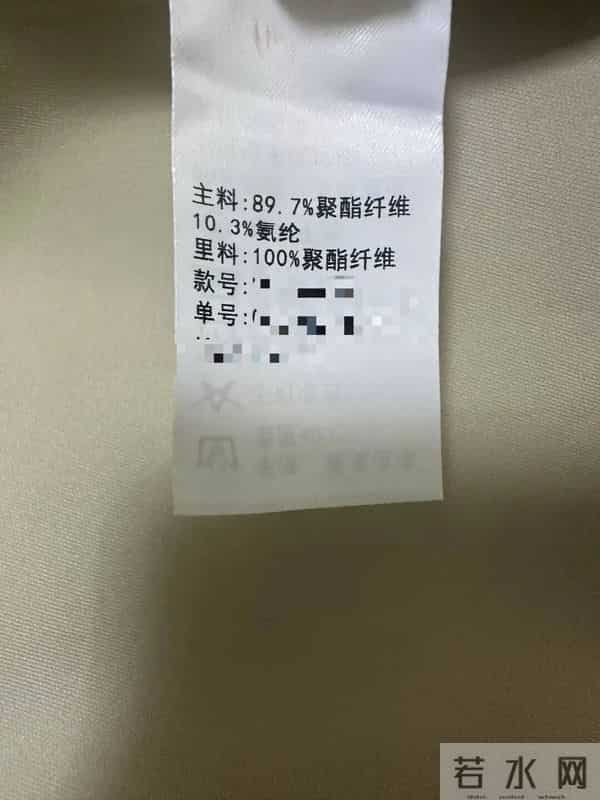 主料:89.7%聚酯纤维
10.3%氨纶
里料:100%聚酯纤维
款号:
单号:
若水网